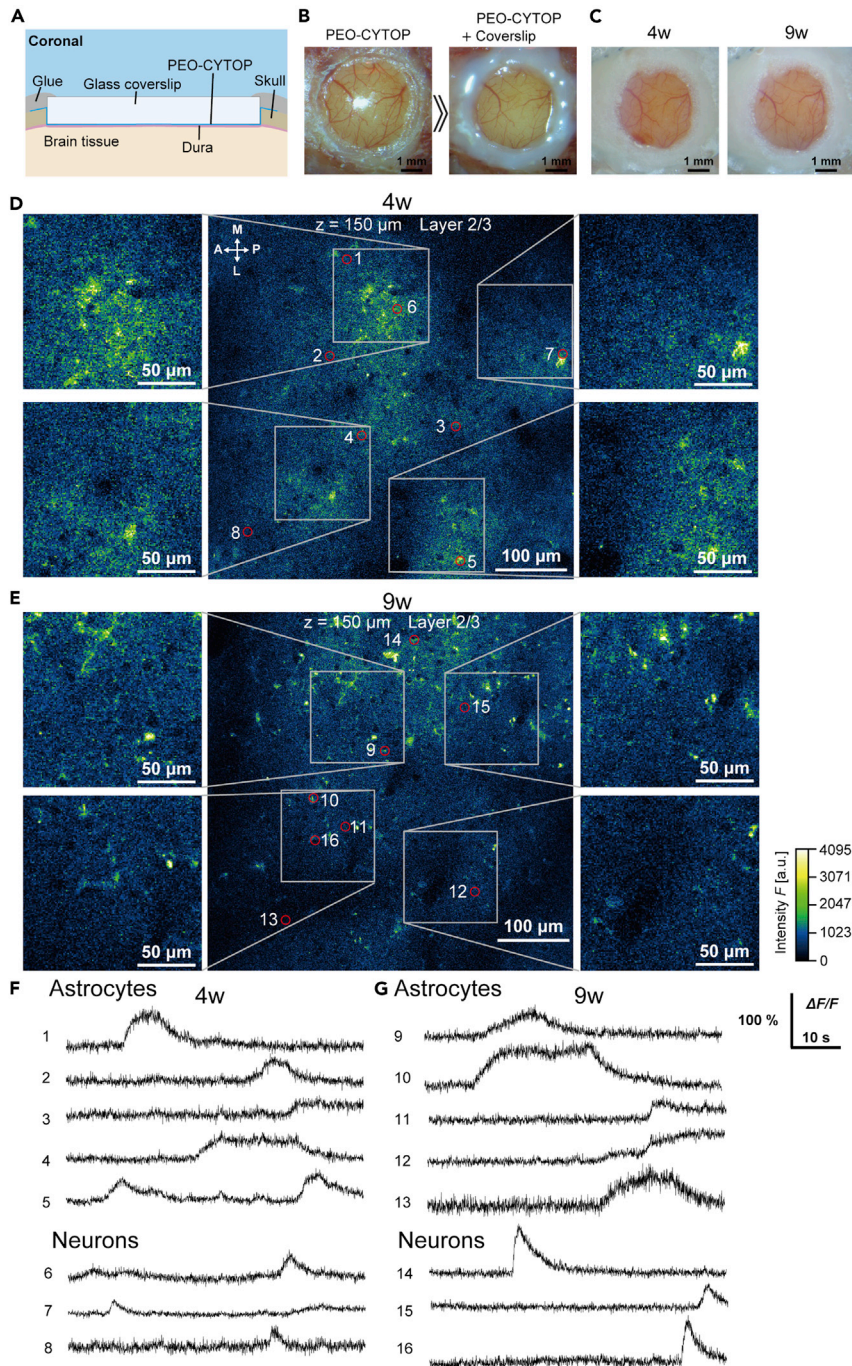 A
Coronal
PEO-CYTOP
Glue
Glass coverslip
Skull
Brain tissue
Dura
B
PEO-CYTOP
PEO-CYTOP
+ Coverslip
1 mm
1 mm
C
4w
9w
1 mm
1 mm
D
4w
z = 150 µm Layer 2/3
M
A P
L
1
6
2
7
3
4
8
5
50 µm
50 µm
50 µm
50 µm
100 µm
E
9w
z = 150 µm Layer 2/3
14
15
9
10
11
16
12
13
50 µm
50 µm
50 µm
50 µm
100 µm
Intensity F [a.u.]
4095
3071
2047
1023
0
F
Astrocytes
4w
1
2
3
4
5
Neurons
6
7
8
G
Astrocytes
9w
100 %
ΔF/F
10 s
9
10
11
12
13
Neurons
14
15
16